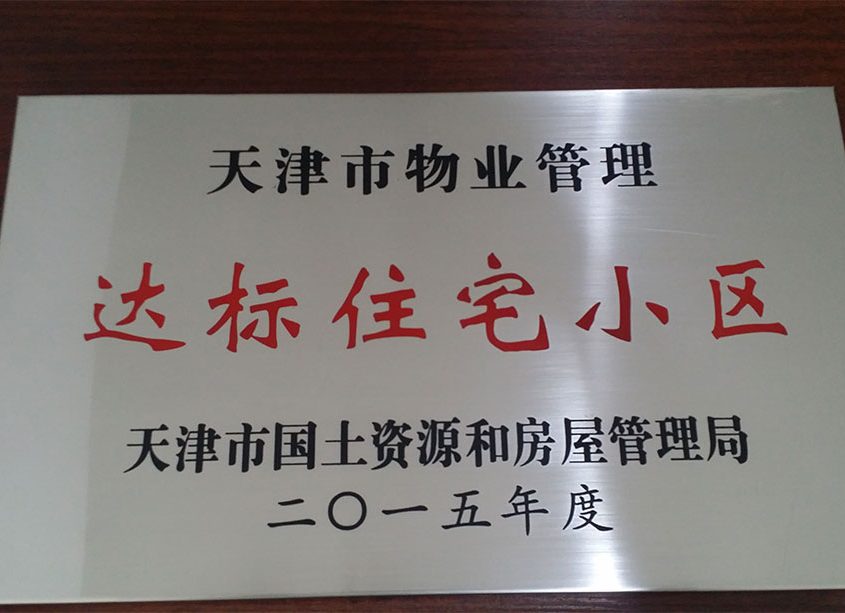 天津市物业管理
达标住宅小区
天津市国土资源和房屋管理局
二〇一五年度